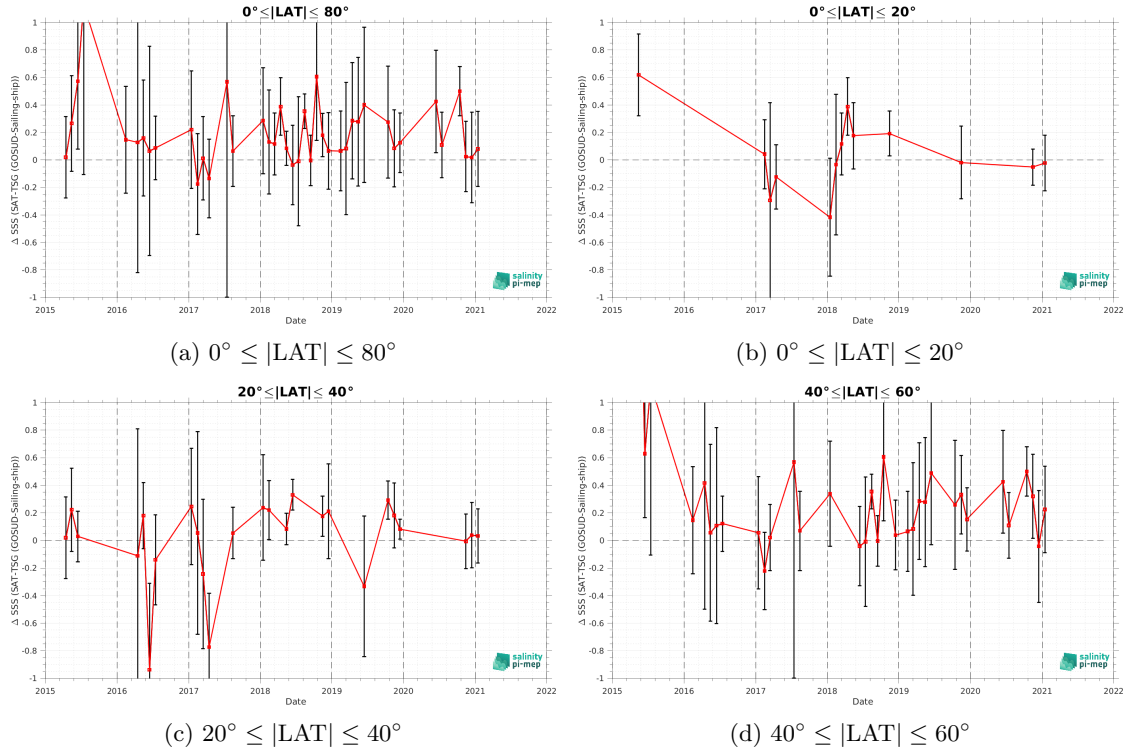 0°≤|LAT|≤ 80°
Δ SSS (SAT-TSG (GOSUD-Sailing-ship))
1
0.8
0.6
0.4
0.2
0
-0.2
-0.4
-0.6
-0.8
-1
2015 2016 2017 2018 2019 2020 2021 2022
Date
salinity
pi-mep
(a) 0° ≤ |LAT| ≤ 80°
0°≤|LAT|≤ 20°
Δ SSS (SAT-TSG (GOSUD-Sailing-ship))
1
0.8
0.6
0.4
0.2
0
-0.2
-0.4
-0.6
-0.8
-1
2015 2016 2017 2018 2019 2020 2021 2022
Date
salinity
pi-mep
(b) 0° ≤ |LAT| ≤ 20°
20°≤|LAT|≤ 40°
Δ SSS (SAT-TSG (GOSUD-Sailing-ship))
1
0.8
0.6
0.4
0.2
0
-0.2
-0.4
-0.6
-0.8
-1
2015 2016 2017 2018 2019 2020 2021 2022
Date
salinity
pi-mep
(c) 20° ≤ |LAT| ≤ 40°
40°≤|LAT|≤ 60°
Δ SSS (SAT-TSG (GOSUD-Sailing-ship))
1
0.8
0.6
0.4
0.2
0
-0.2
-0.4
-0.6
-0.8
-1
2015 2016 2017 2018 2019 2020 2021 2022
Date
salinity
pi-mep
(d) 40° ≤ |LAT| ≤ 60°